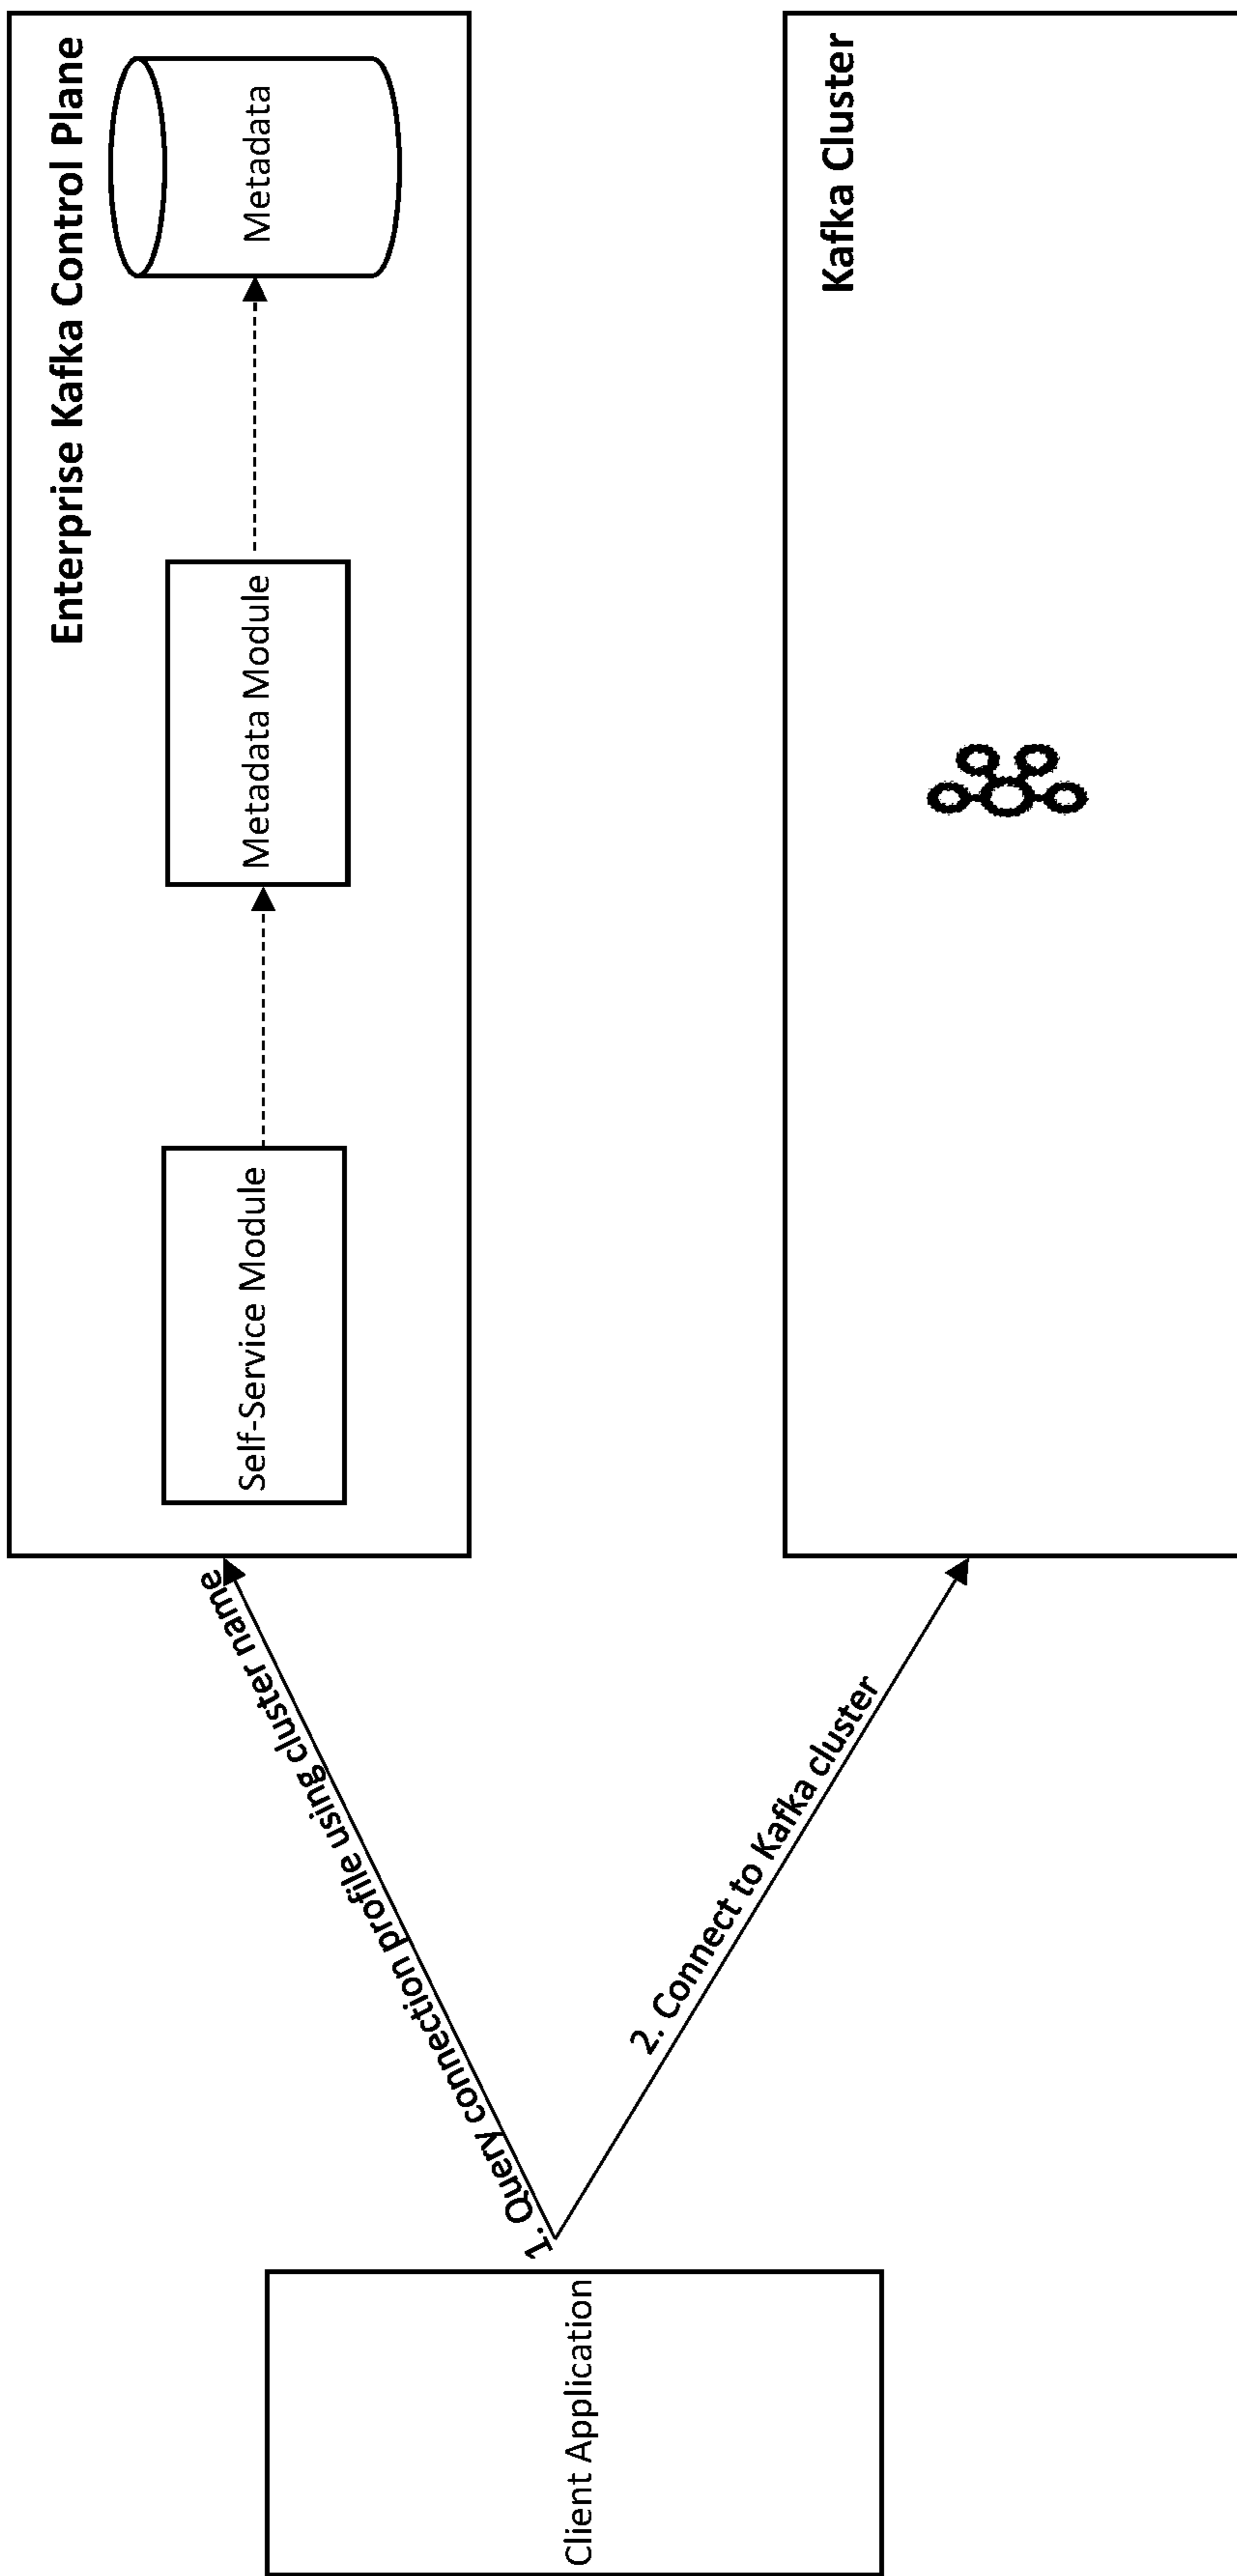 Enterprise Kafka Control Plane
Self-Service Module
Metadata Module
Metadata
1. Query connection profile using cluster name
Client Application
2. Connect to Kafka cluster
Kafka Cluster